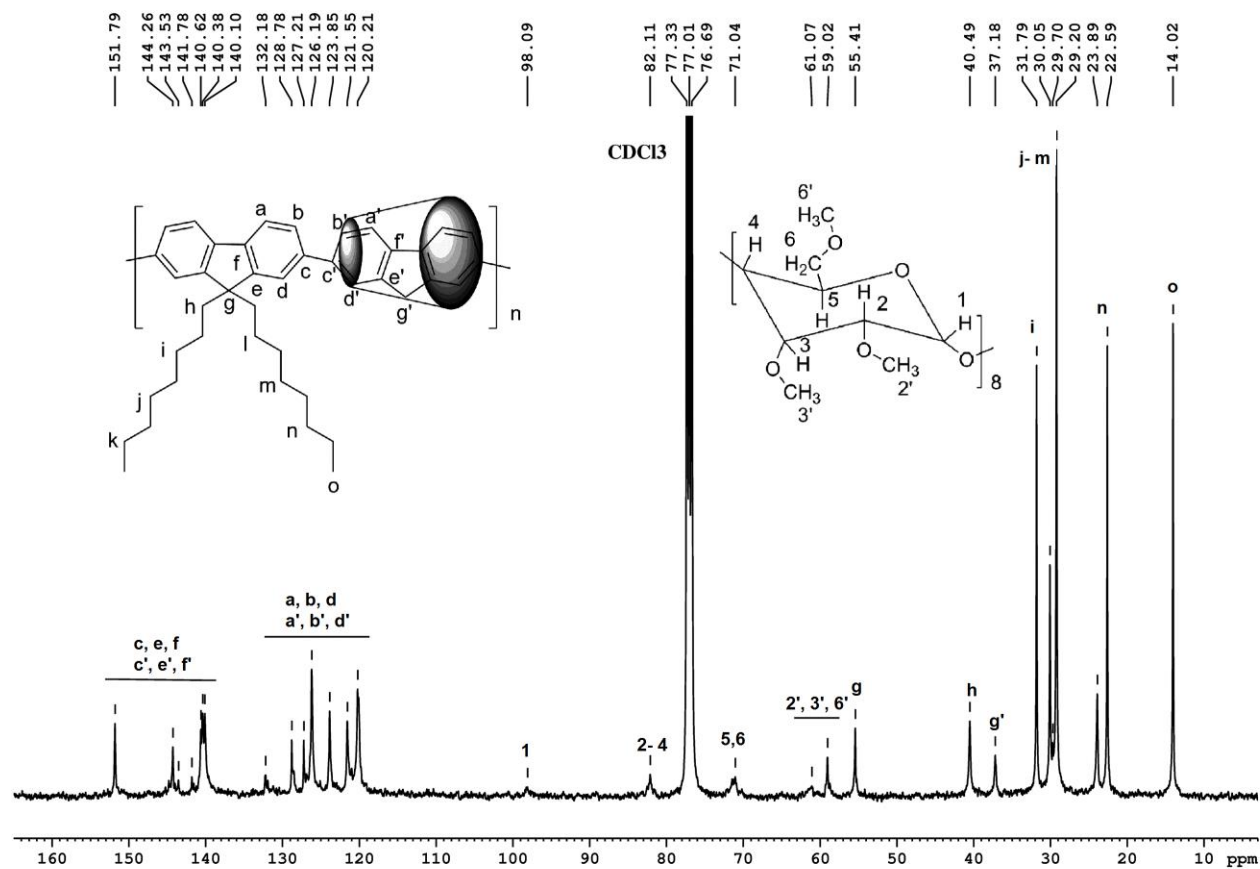 151.79
144.26
143.53
141.78
140.62
140.38
140.10
132.18
128.78
127.21
126.19
123.85
121.55
120.21
98.09
82.11
77.33
77.01
76.69
71.04
61.07
59.02
55.41
40.49
37.18
31.79
30.05
29.70
29.20
23.89
22.59
14.02
CDCl3
a
b
f
e
d
c
g
h
i
j
k
l
m
n
o
b'
a'
f'
c'
e'
d'
g'
n
6'
H3C
O
4
H
6
H2C
O
5
H
H
2
1
H
3
H
O
CH3
3'
O
CH3
2'
O
8
c, e, f
c', e', f'
a, b, d
a', b', d'
1
2- 4
5,6
2', 3', 6'
g
h
g'
i
j- m
n
o
160 150 140 130 120 110 100 90 80 70 60 50 40 30 20 10 ppm